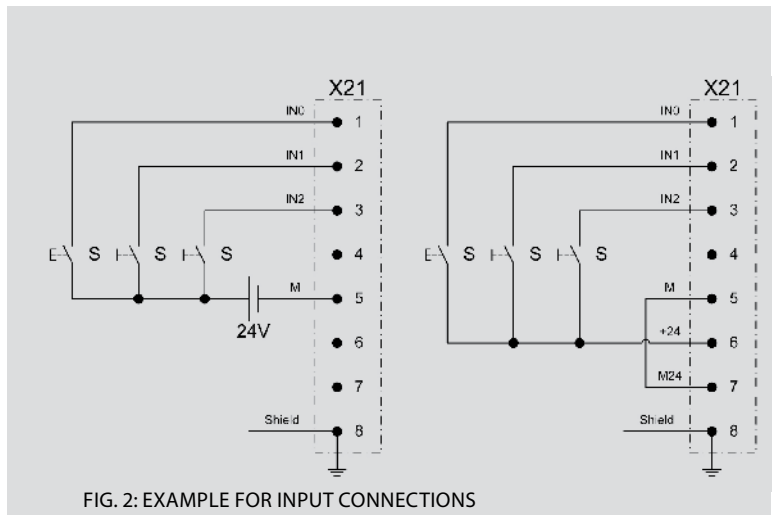 X21
IN0 1
IN1 2
IN2 3
S S S 4
M 5
24V
6
7
Shield 8
X21
IN0 1
IN1 2
IN2 3
S S S 4
M 5
+24 6
M24 7
Shield 8
FIG. 2: EXAMPLE FOR INPUT CONNECTIONS